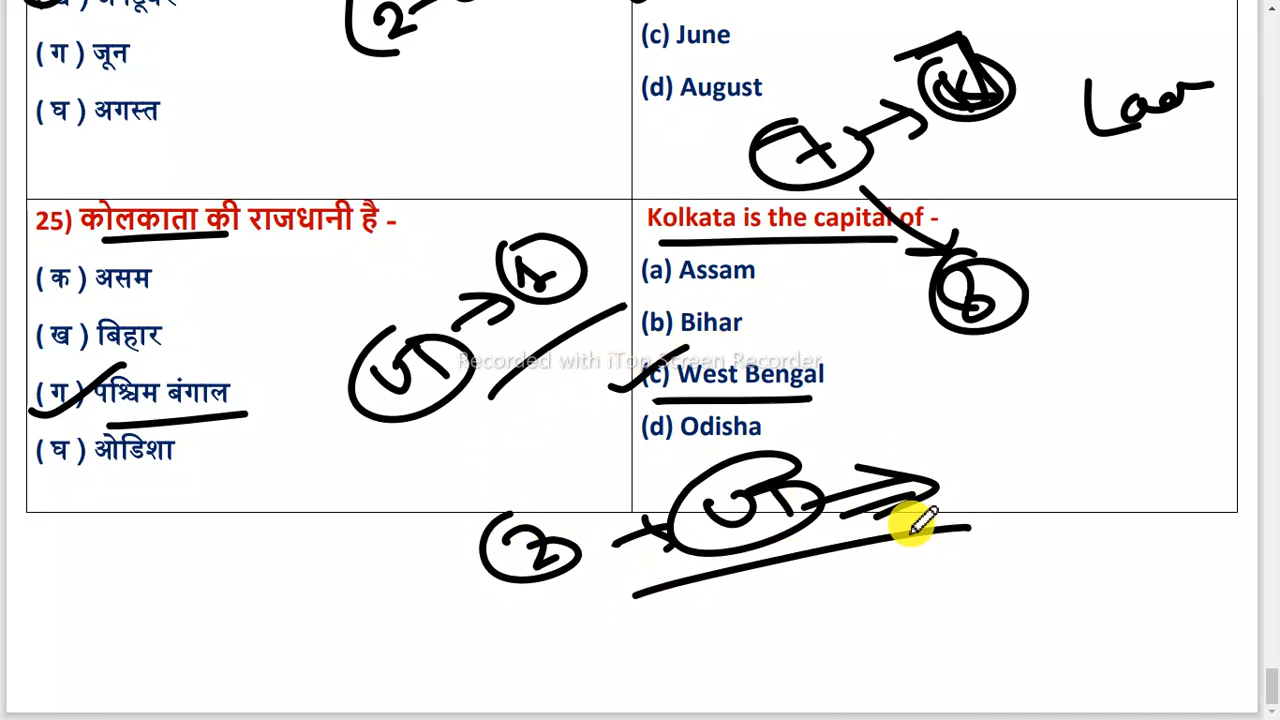 (c) June
( ग ) जून
(d) August
( घ ) अगस्त
25) कोलकाता की राजधानी है -
Kolkata is the capital of -
( क ) असम
(a) Assam
( ख ) बिहार
(b) Bihar
Recorded with iTop Screen Recorder
( ग ) पश्चिम बंगाल
(c) West Bengal
( घ ) ओडिशा
(d) Odisha